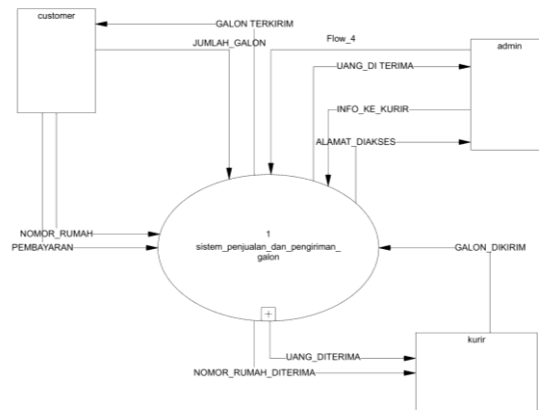 customer
GALON TERKIRIM
JUMLAH_GALON
Flow_4
admin
UANG_DI TERIMA
INFO_KE_KURIR
ALAMAT_DIAKSES
NOMOR_RUMAH
PEMBAYARAN
1
sistem_penjualan_dan_pengiriman_
galon
GALON_DIKIRIM
+
kurir
UANG_DITERIMA
NOMOR_RUMAH_DITERIMA